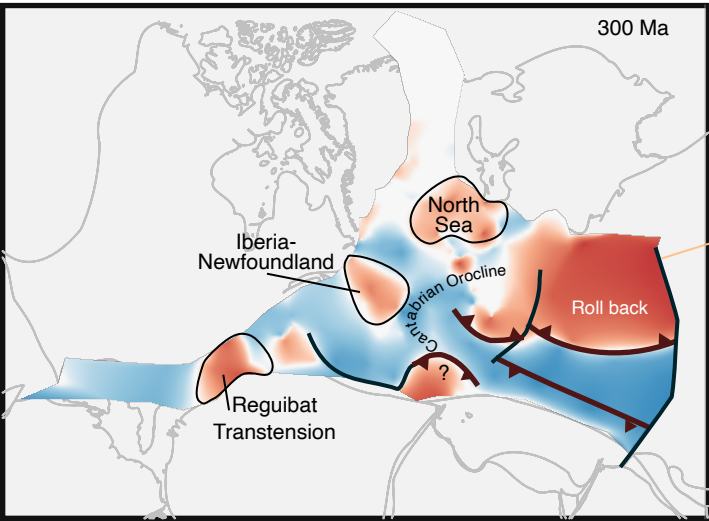 300 Ma
North
Sea
Iberia-
Newfoundland
Cantabrian Orocline
Roll back
?
Reguibat
Transtension